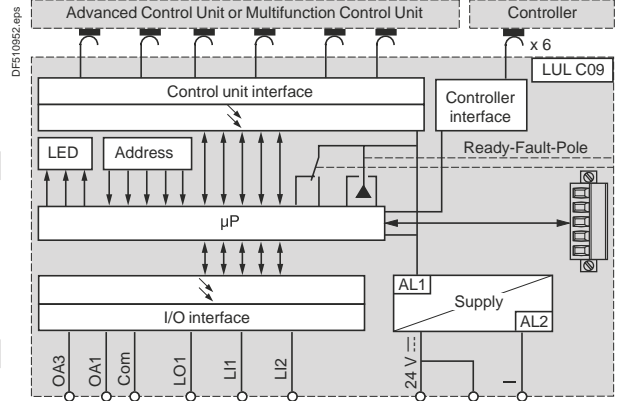 Advanced Control Unit or Multifunction Control Unit
Controller
DF510952.eps
x 6
LUL C09
Control unit interface
Controller
interface
LED
Address
Ready-Fault-Pole
µP
AL1
Supply
AL2
I/O interface
OA3
OA1
Com
LO1
LI1
LI2
24 V
I